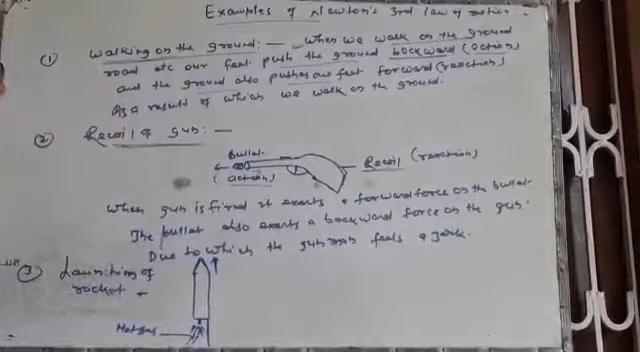 Examples of Newton's 3rd law of motion.
(1) Walking on the ground: — When we walk on the ground
road etc our feet push the ground backward (action)
and the ground also pushes our feet forward (reaction)
As a result of which we walk on the ground.
(2) Recoil of gun: —
Bullet
(action)
Recoil (reaction)
When gun is fired it exerts a forward force on the bullet.
The bullet also exerts a backward force on the gun.
Due to which the gunman feels a jerk.
(3) Launching of
rocket -
Hot gas